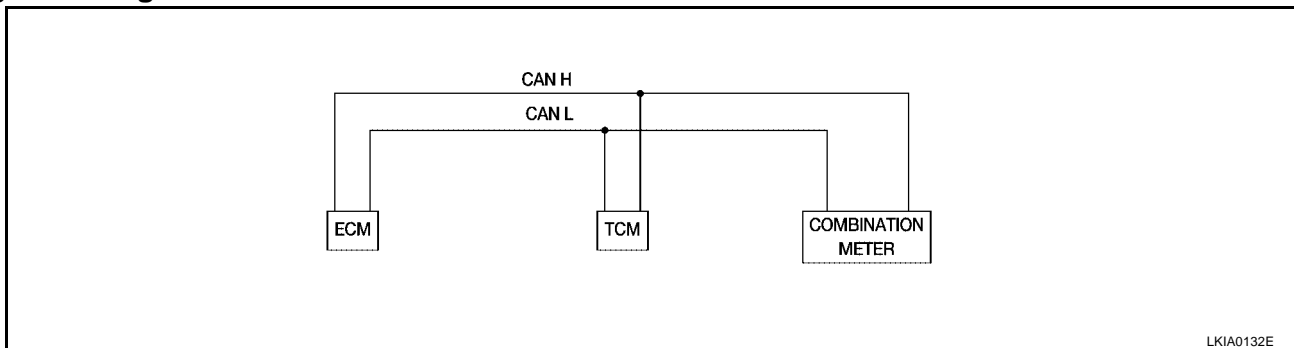 CAN H
CAN L
ECM
TCM
COMBINATION
METER
LKIA0132E